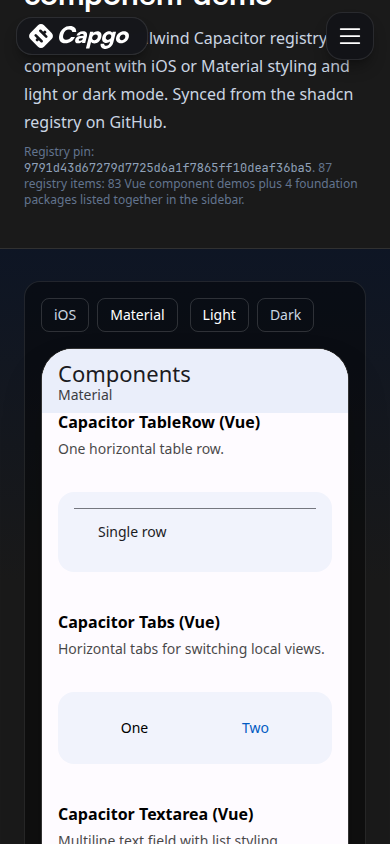 component demo
Capgo
lwind Capacitor registry
component with iOS or Material styling and
light or dark mode. Synced from the shadcn
registry on GitHub.
Registry pin:
9791d43d67279d7725d6a1f7865ff10deaf36ba5. 87
registry items: 83 Vue component demos plus 4 foundation
packages listed together in the sidebar.
iOS
Material
Light
Dark
Components
Material
Capacitor TableRow (Vue)
One horizontal table row.
Single row
Capacitor Tabs (Vue)
Horizontal tabs for switching local views.
One
Two
Capacitor Textarea (Vue)
Multiline text field with list styling